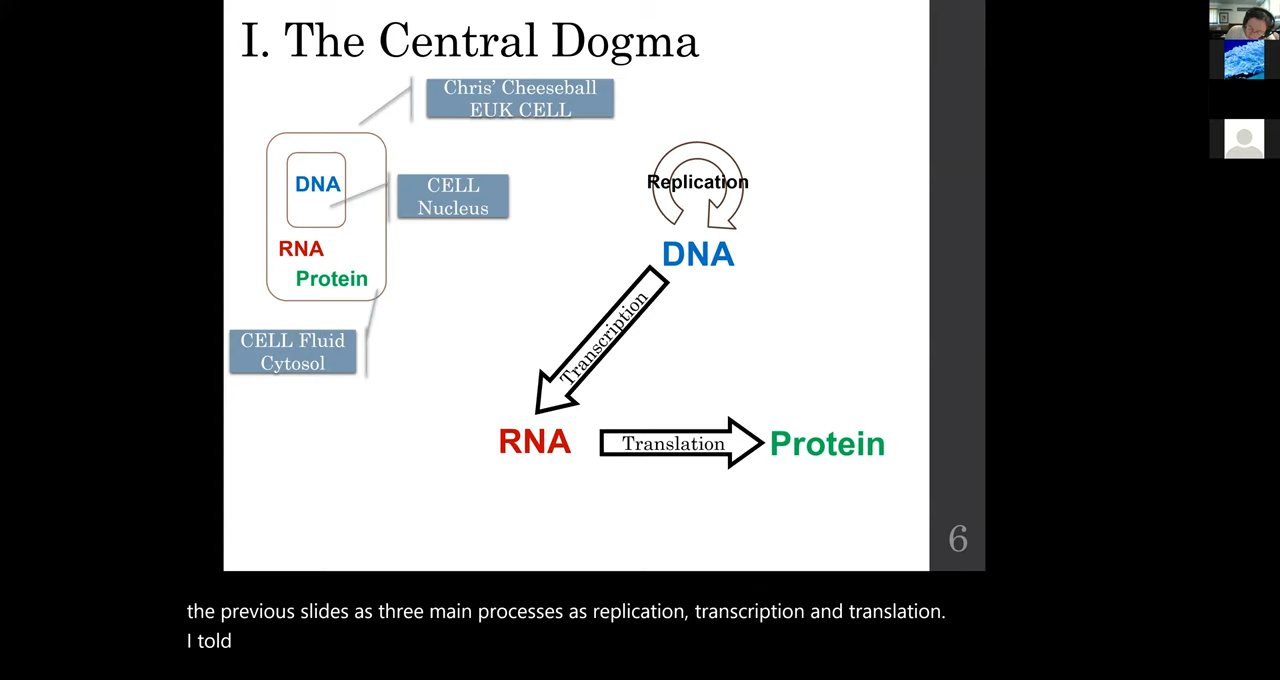 I. The Central Dogma
Chris' Cheeseball
EUK CELL
DNA
CELL
Nucleus
RNA
Protein
CELL Fluid
Cytosol
Replication
DNA
Transcription
RNA
Translation
Protein
6
the previous slides as three main processes as replication, transcription and translation.
I told